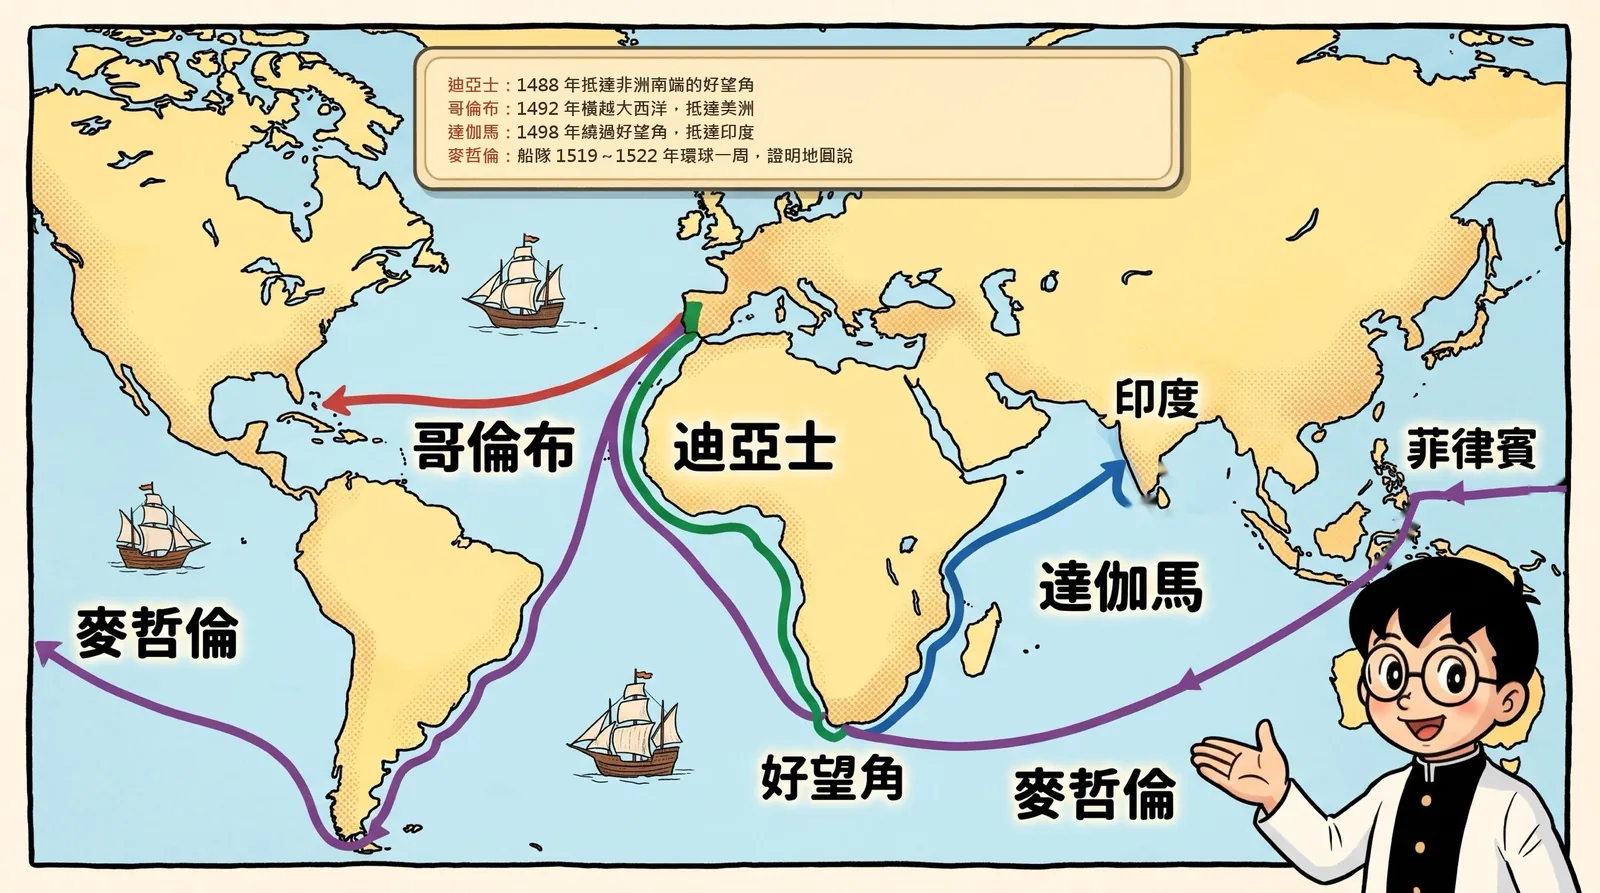 迪亞士：1488 年抵達非洲南端的好望角
哥倫布：1492 年橫越大西洋，抵達美洲
達伽馬：1498 年繞過好望角，抵達印度
麥哲倫：船隊 1519～1522 年環球一周，證明地圓說
印度
哥倫布
迪亞士
菲律賓
達伽馬
麥哲倫
好望角
麥哲倫